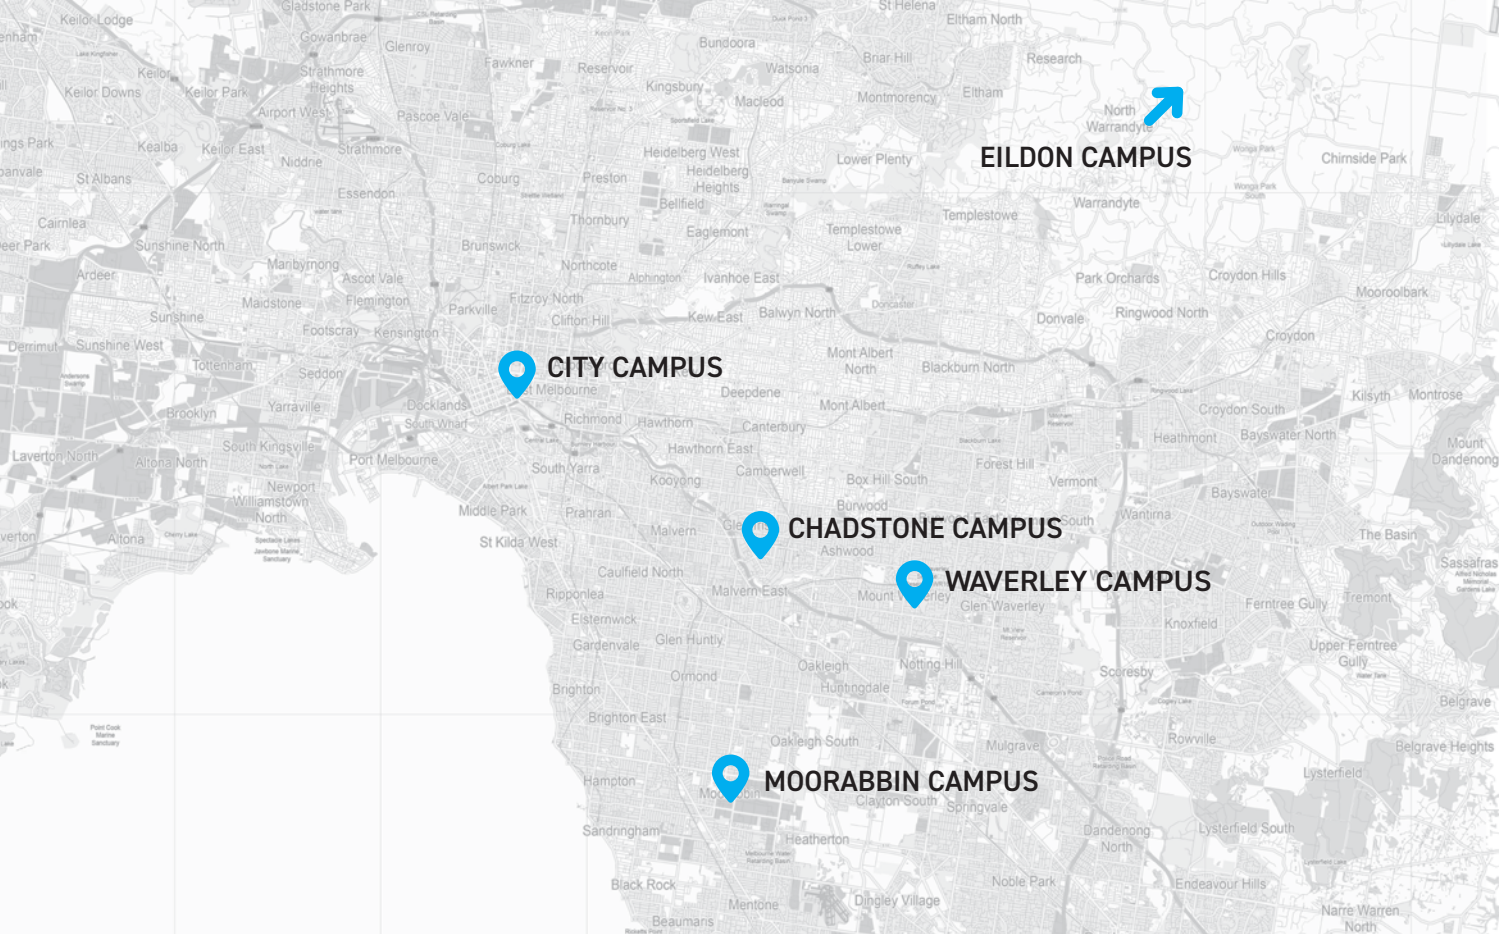 Gladstone Park
St Helena
Keilor Lodge
Eltham North
Gowanbrae
Glenroy
Bundoora
Briar Hill
Research
Fawkner
Reservoir
Watsonia
Keilor
Strathmore
Heights
Kingsbury
Keilor Downs
Keilor Park
Macleod
Montmorency
Eltham
Airport West
Pascoe Vale
North
Warrandyte
Kealba
Keilor East
Strathmore
Heidelberg West
EILDON CAMPUS
Chirnside Park
Niddrie
Lower Plenty
Wonga Park
St Albans
Coburg
Preston
Heidelberg
Heights
Essendon
Wonga Park
South
Bellfield
Warrandyte
Cairnlea
Thornbury
Templestowe
Lilydale
Eaglemont
Templestowe
Lower
Sunshine North
Brunswick
Maribyrnong
Northcote
Ardeer
Ascot Vale
Alphington
Ivanhoe East
Park Orchards
Croydon Hills
Mooroolbark
Maidstone
Flemington
Parkville
Fitzroy North
Doncaster
Sunshine
Clifton Hill
Kew East
Balwyn North
Donvale
Ringwood North
Footscray
Kensington
Croydon
Derrimut
Sunshine West
Mont Albert
North
Tottenham
CITY CAMPUS
Blackburn North
Seddon
Deepdene
Kilsyth
Montrose
Yarraville
Docklands
Mont Albert
Croydon South
Brooklyn
South Wharf
Richmond
Hawthorn
Canterbury
Heathmont
Bayswater North
South Kingsville
Hawthorn East
Mount
Dandenong
Laverton North
Altona North
Port Melbourne
South Yarra
Camberwell
Forest Hill
Newport
Kooyong
Box Hill South
Vermont
Bayswater
Williamstown
North
Middle Park
Prahran
Burwood
Wantirna
CHADSTONE CAMPUS
Altona
St Kilda West
Malvern
Ashwood
The Basin
Sassafras
Caulfield North
WAVERLEY CAMPUS
Ripponlea
Malvern East
Glen Waverley
Ferntree Gully
Tremont
Elsternwick
Knoxfield
Gardenvale
Glen Huntly
Upper Ferntree
Gully
Oakleigh
Notting Hill
Scoresby
Ormond
Huntingdale
Brighton
Belgrave
Brighton East
Point Cook
Marine
Sanctuary
Oakleigh South
Mulgrave
Rowville
Belgrave Heights
Hampton
MOORABBIN CAMPUS
Lysterfield
Clayton South
Springvale
Sandringham
Heatherton
Dandenong
North
Lysterfield South
Black Rock
Noble Park
Endeavour Hills
Mentone
Dingley Village
Narre Warren
North
Beaumaris